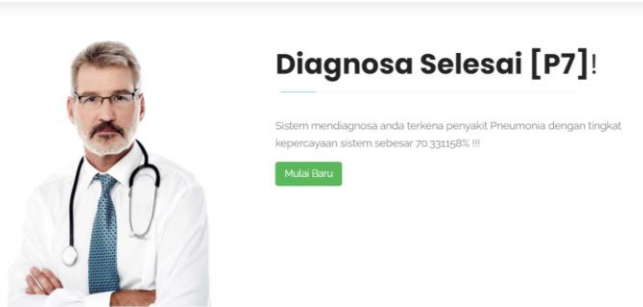 Diagnosa Selesai [P7]!
Sistem mendiagnosa anda terkena penyakit Pneumonia dengan tingkat
kepercayaan sistem sebesar 70.331158% !!!
Mulai Baru